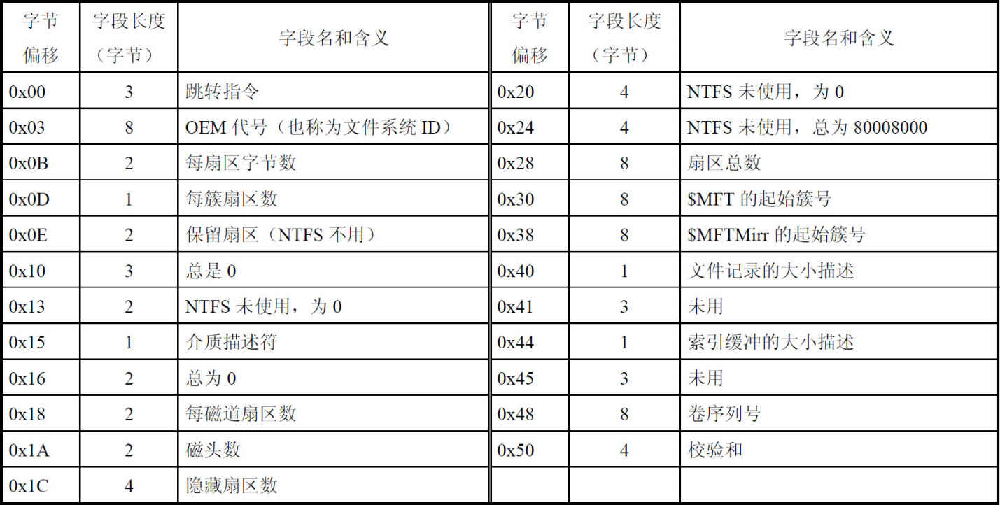 字节 字段长度 字段名和含义 字节 字段长度 字段名和含义
偏移 （字节） 偏移 （字节）
0x00 3 跳转指令 0x20 4 NTFS 未使用，为 0
0x03 8 OEM 代号（也称为文件系统 ID） 0x24 4 NTFS 未使用，总为 80008000
0x0B 2 每扇区字节数 0x28 8 扇区总数
0x0D 1 每簇扇区数 0x30 8 $MFT 的起始簇号
0x0E 2 保留扇区（NTFS 不用） 0x38 8 $MFTMirr 的起始簇号
0x10 3 总是 0 0x40 1 文件记录的大小描述
0x13 2 NTFS 未使用，为 0 0x41 3 未用
0x15 1 介质描述符 0x44 1 索引缓冲的大小描述
0x16 2 总为 0 0x45 3 未用
0x18 2 每磁道扇区数 0x48 8 卷序列号
0x1A 2 磁头数 0x50 4 校验和
0x1C 4 隐藏扇区数